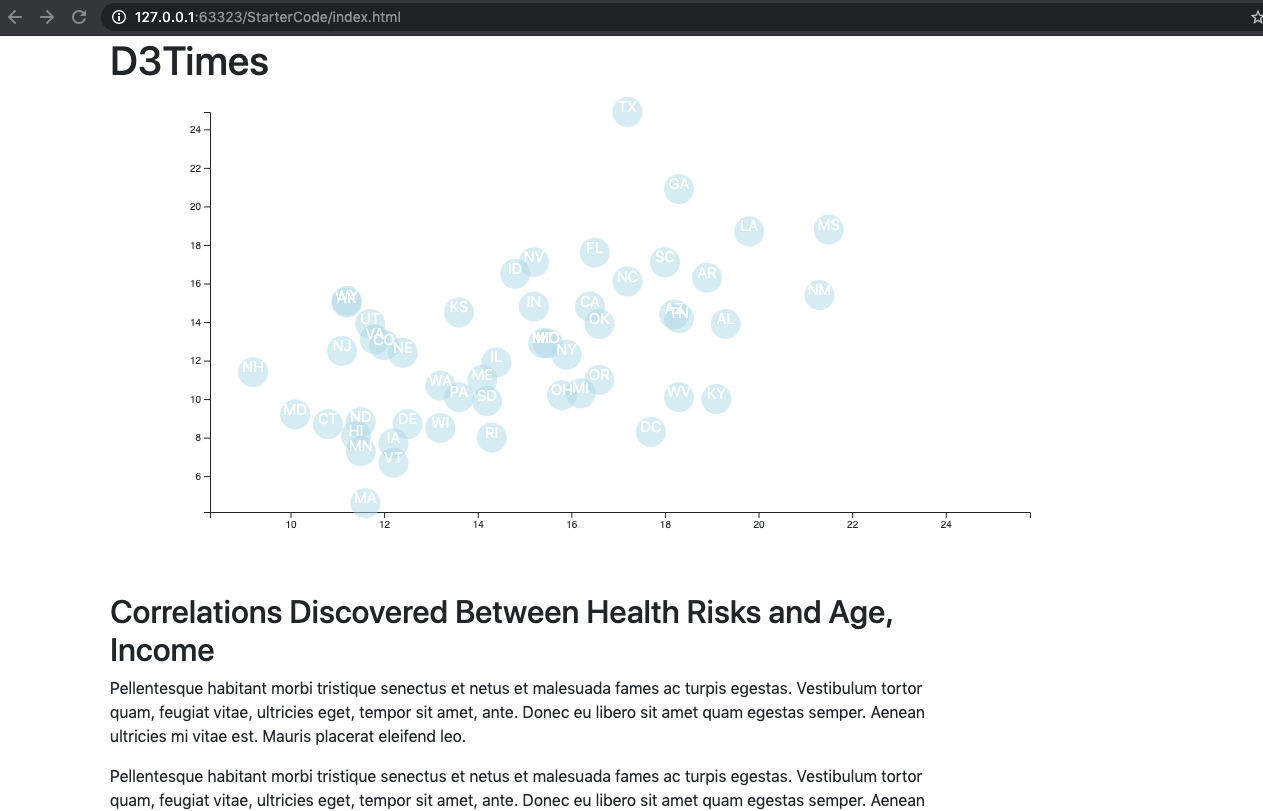 127.0.0.1:63323/StarterCode/index.html
D3Times
TX
24
22
GA
20
LA
MS
18
FL
NV
SC
ID
NC
AR
16
NM
WY
AK
KS
IN
CA
14
UT
OK
AZ
TN
AL
VA
CO
NJ
NE
MO
NY
12
NH
IL
WA
ME
OR
PA
SD
OH
MI
WV
KY
10
MD
CT
ND
DE
WI
HI
RI
DC
8
MN
IA
VT
6
MA
10 12 14 16 18 20 22 24
Correlations Discovered Between Health Risks and Age,
Income
Pellentesque habitant morbi tristique senectus et netus et malesuada fames ac turpis egestas. Vestibulum tortor
quam, feugiat vitae, ultricies eget, tempor sit amet, ante. Donec eu libero sit amet quam egestas semper. Aenean
ultricies mi vitae est. Mauris placerat eleifend leo.
Pellentesque habitant morbi tristique senectus et netus et malesuada fames ac turpis egestas. Vestibulum tortor
quam, feugiat vitae, ultricies eget, tempor sit amet, ante. Donec eu libero sit amet quam egestas semper. Aenean